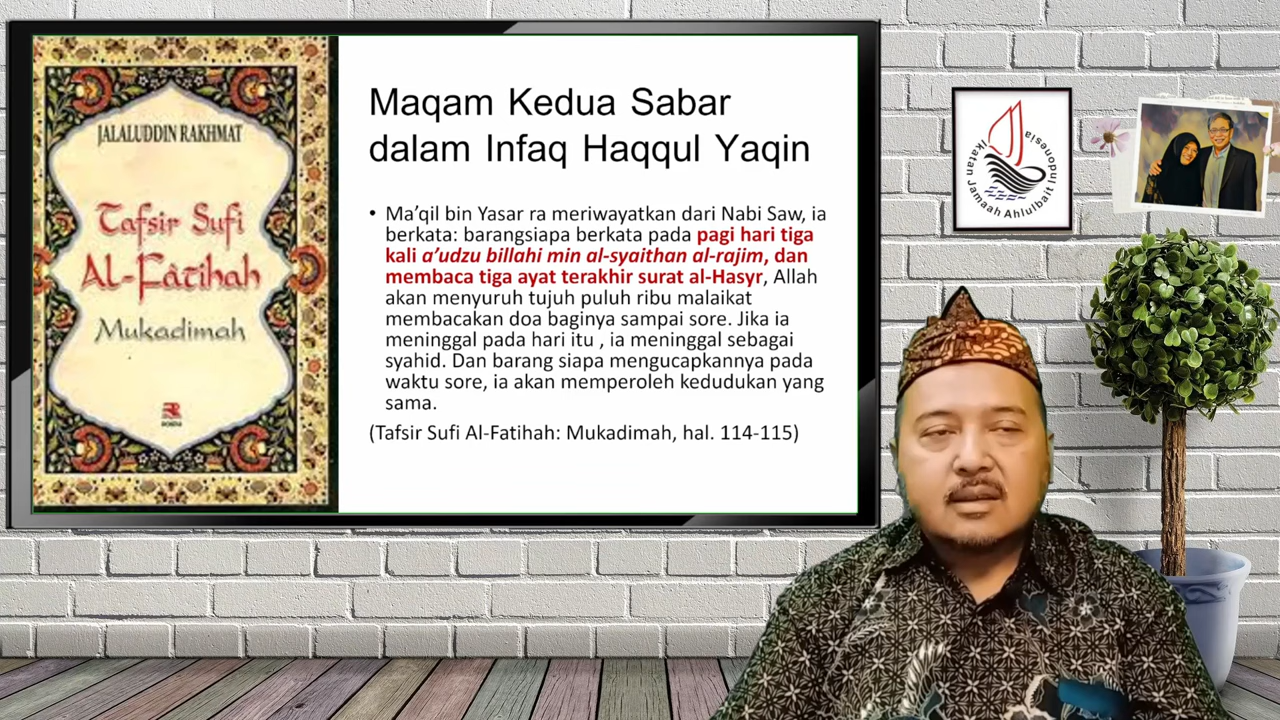 JALALUDDIN RAKHMAT
Tafsir Sufi
AL-Fâtihah
Mukadimah
ROSDA
Maqam Kedua Sabar
dalam Infaq Haqqul Yaqin
• Ma’qil bin Yasar ra meriwayatkan dari Nabi Saw, ia
berkata: barangsiapa berkata pada pagi hari tiga
kali a’udzu billahi min al-syaithan al-rajim, dan
membaca tiga ayat terakhir surat al-Hasyr, Allah
akan menyuruh tujuh puluh ribu malaikat
membacakan doa baginya sampai sore. Jika ia
meninggal pada hari itu , ia meninggal sebagai
syahid. Dan barang siapa mengucapkannya pada
waktu sore, ia akan memperoleh kedudukan yang
sama.
(Tafsir Sufi Al-Fatihah: Mukadimah, hal. 114-115)
Ikatan Jamaah Ahlulbait Indonesia